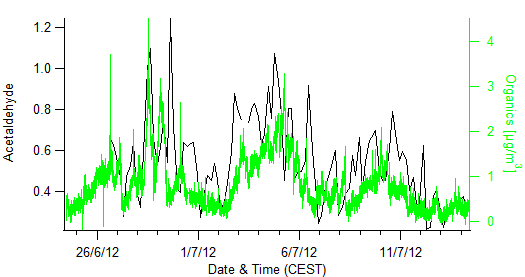 1.2
1.0
0.8
0.6
0.4
Acetaldehyde
4
3
2
1
0
Organics [µg/m³]
26/6/12 1/7/12 6/7/12 11/7/12
Date & Time (CEST)